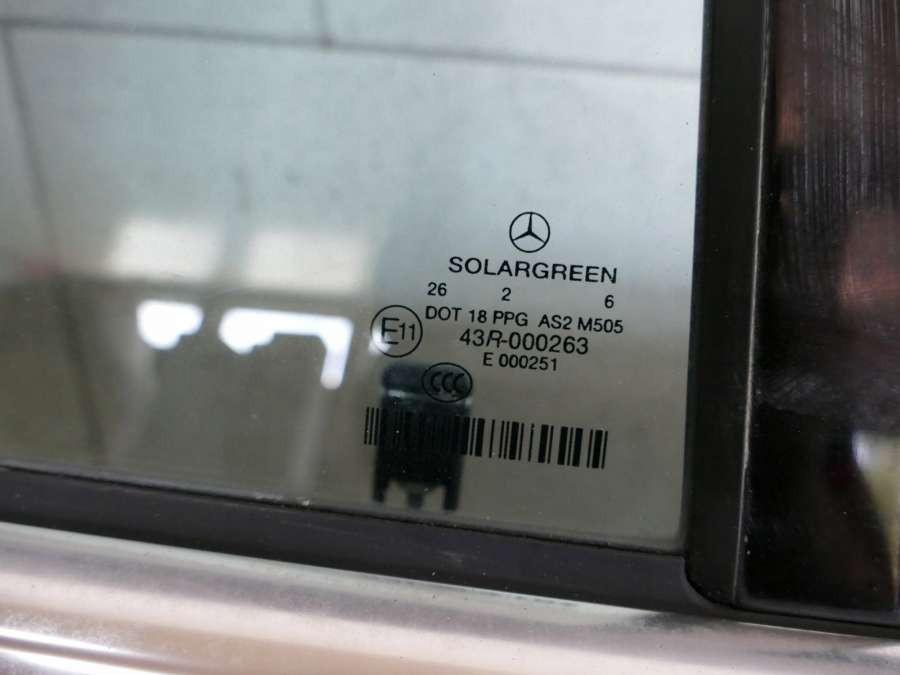 SOLARGREEN
26 2 6
DOT 18 PPG AS2 M505
E11
43R-000263
E 000251
CCC